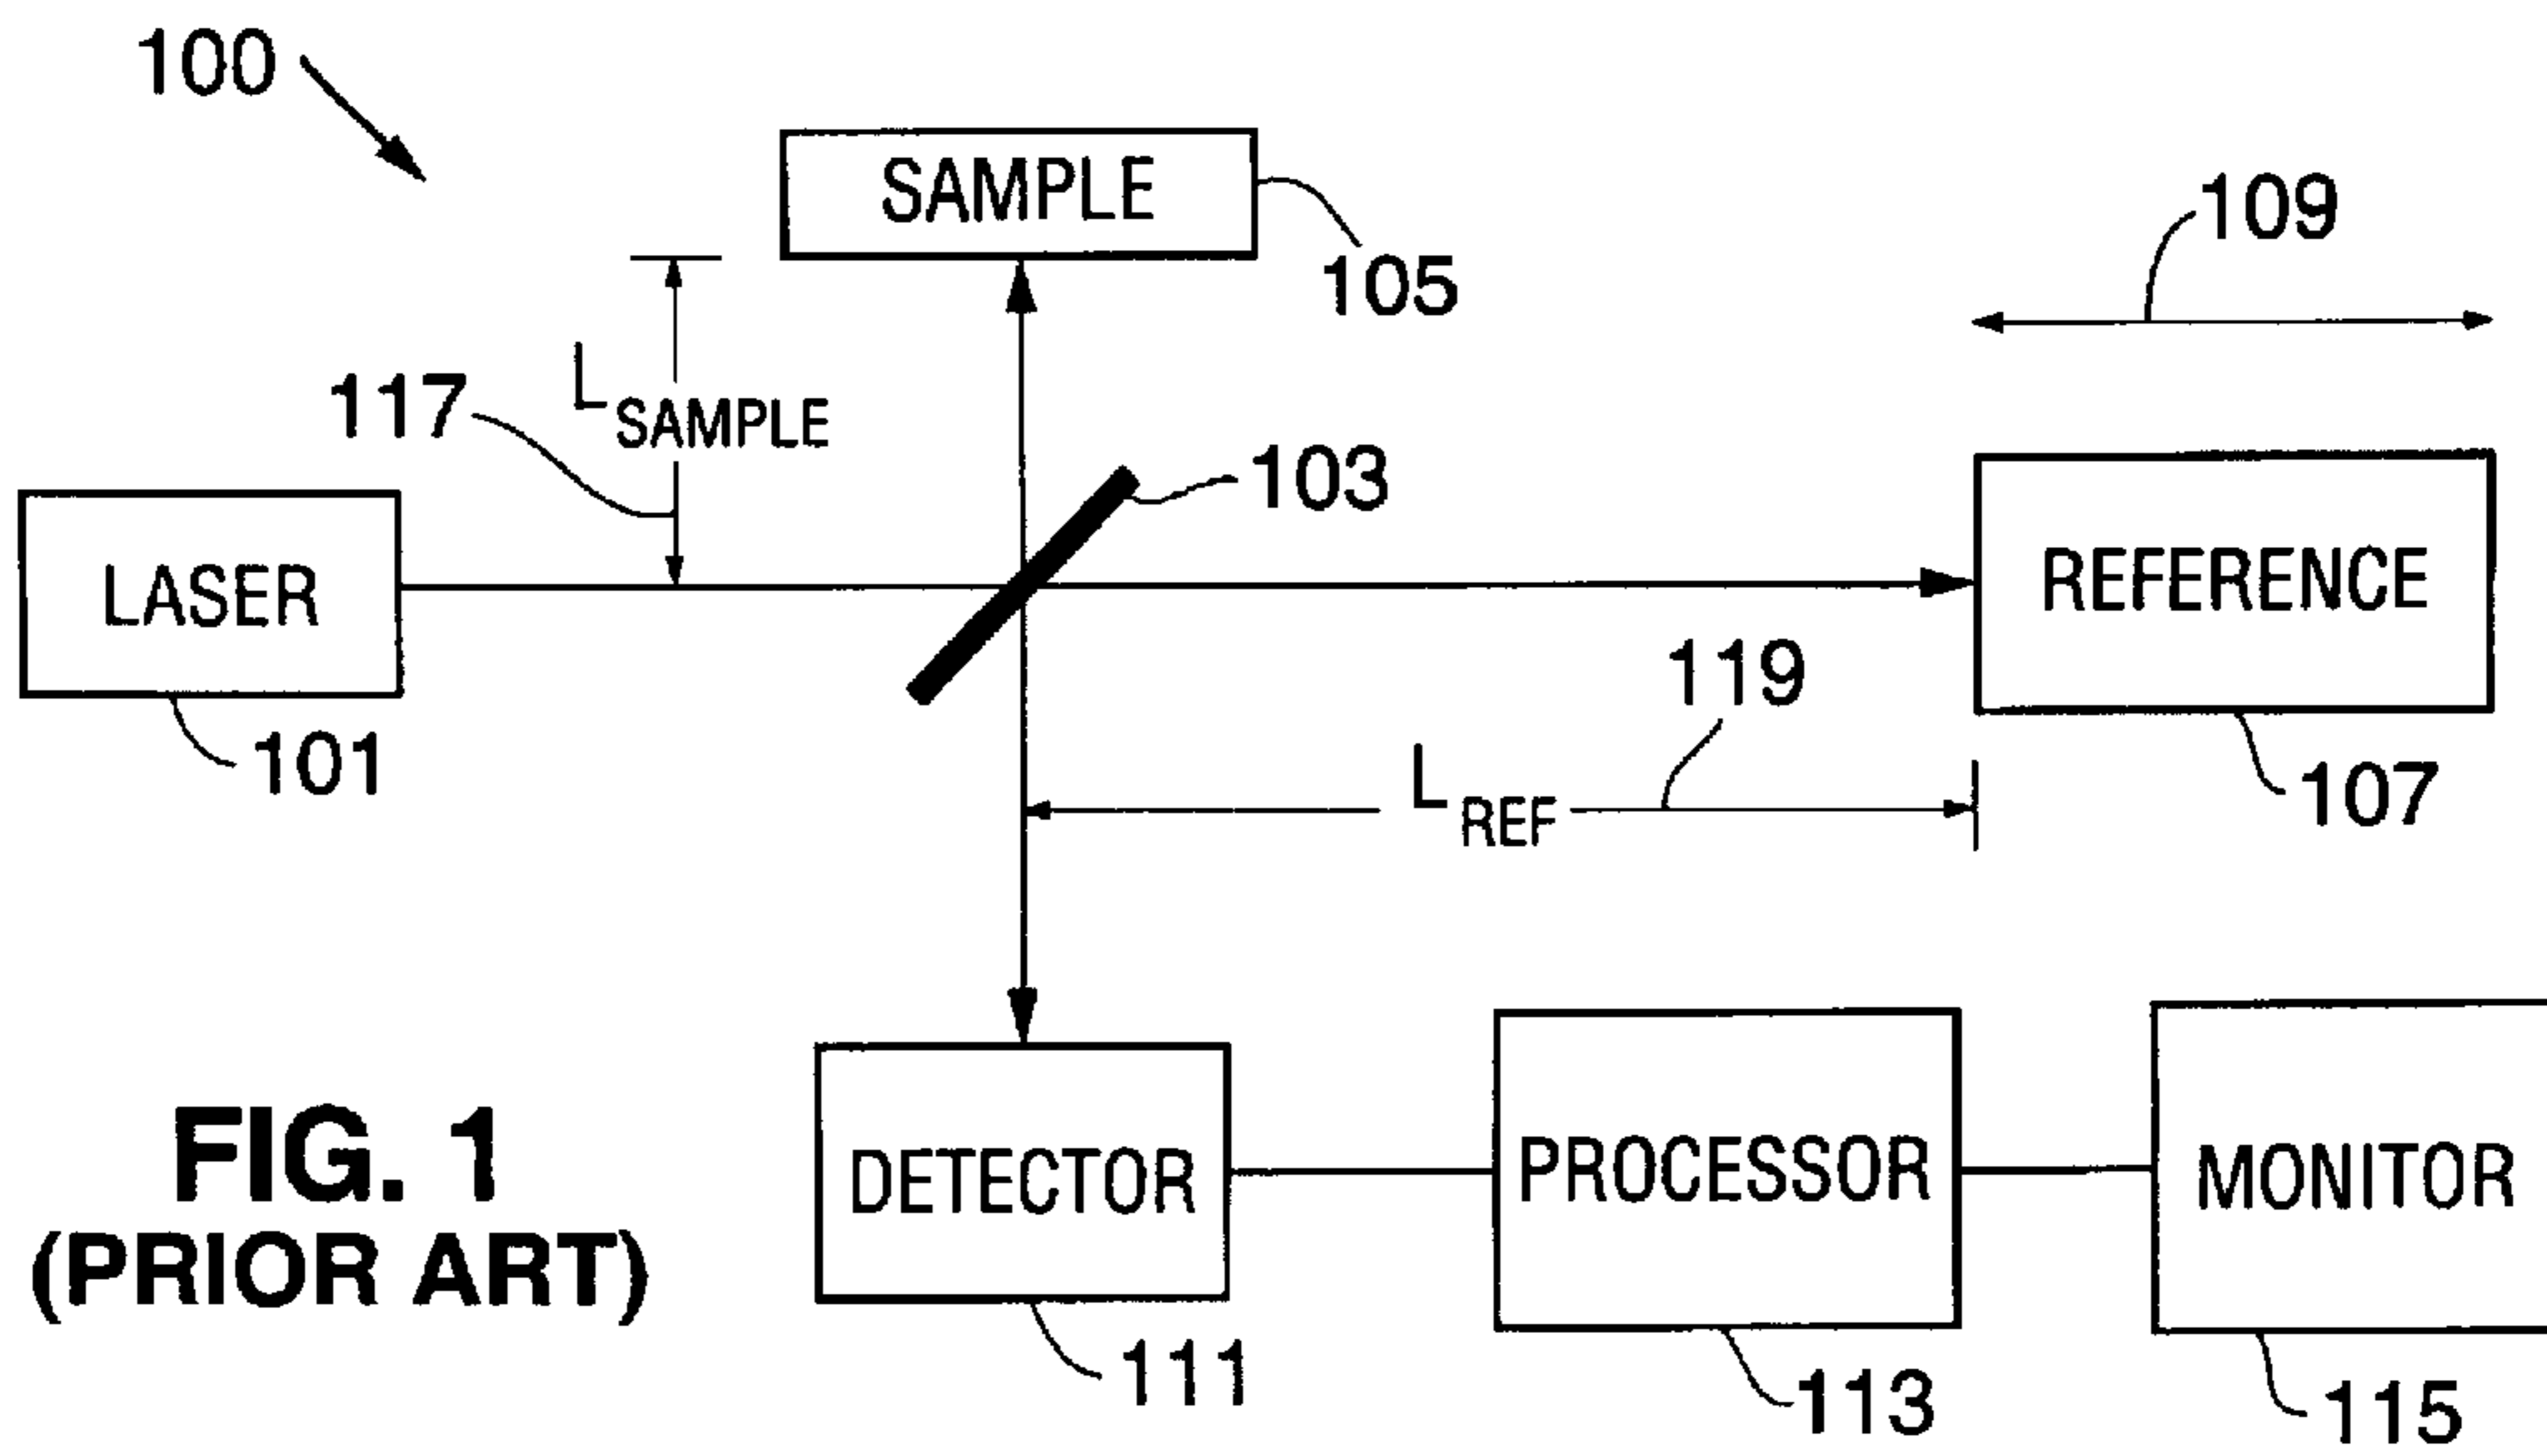 100
SAMPLE
109
105
L SAMPLE
117
103
LASER
REFERENCE
119
101
L REF
107
DETECTOR
PROCESSOR
MONITOR
FIG. 1
(PRIOR ART)
111
113
115